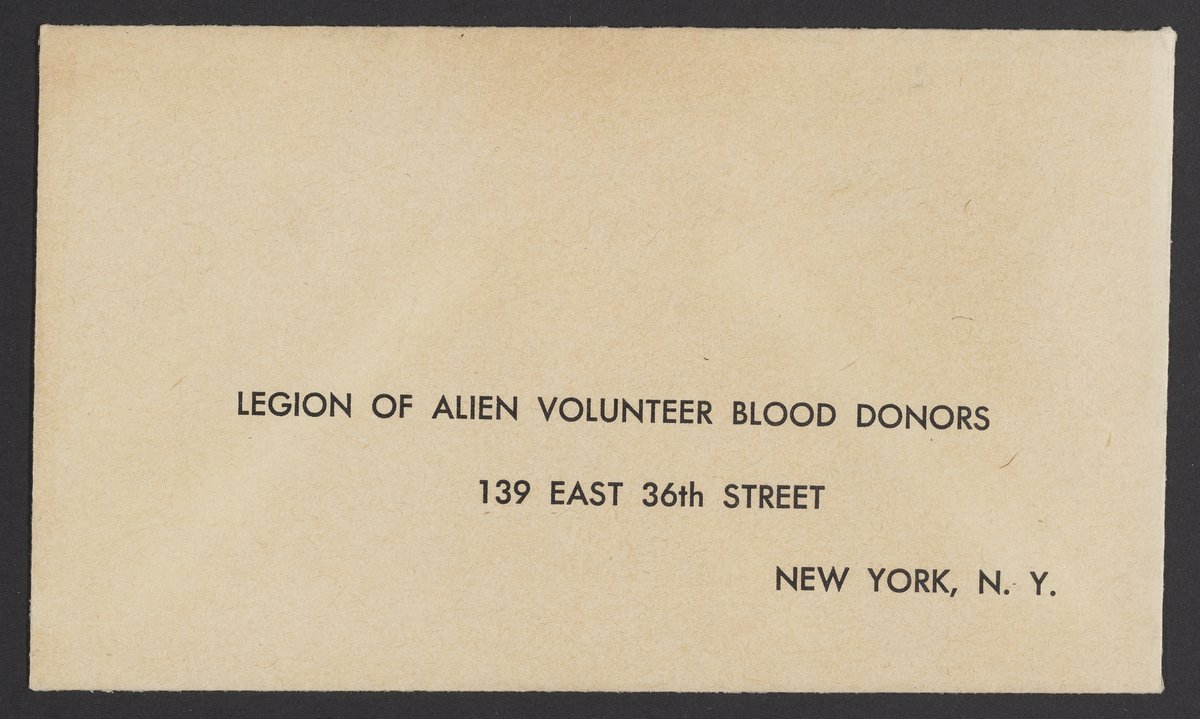 LEGION OF ALIEN VOLUNTEER BLOOD DONORS
139 EAST 36th STREET
NEW YORK, N. Y.